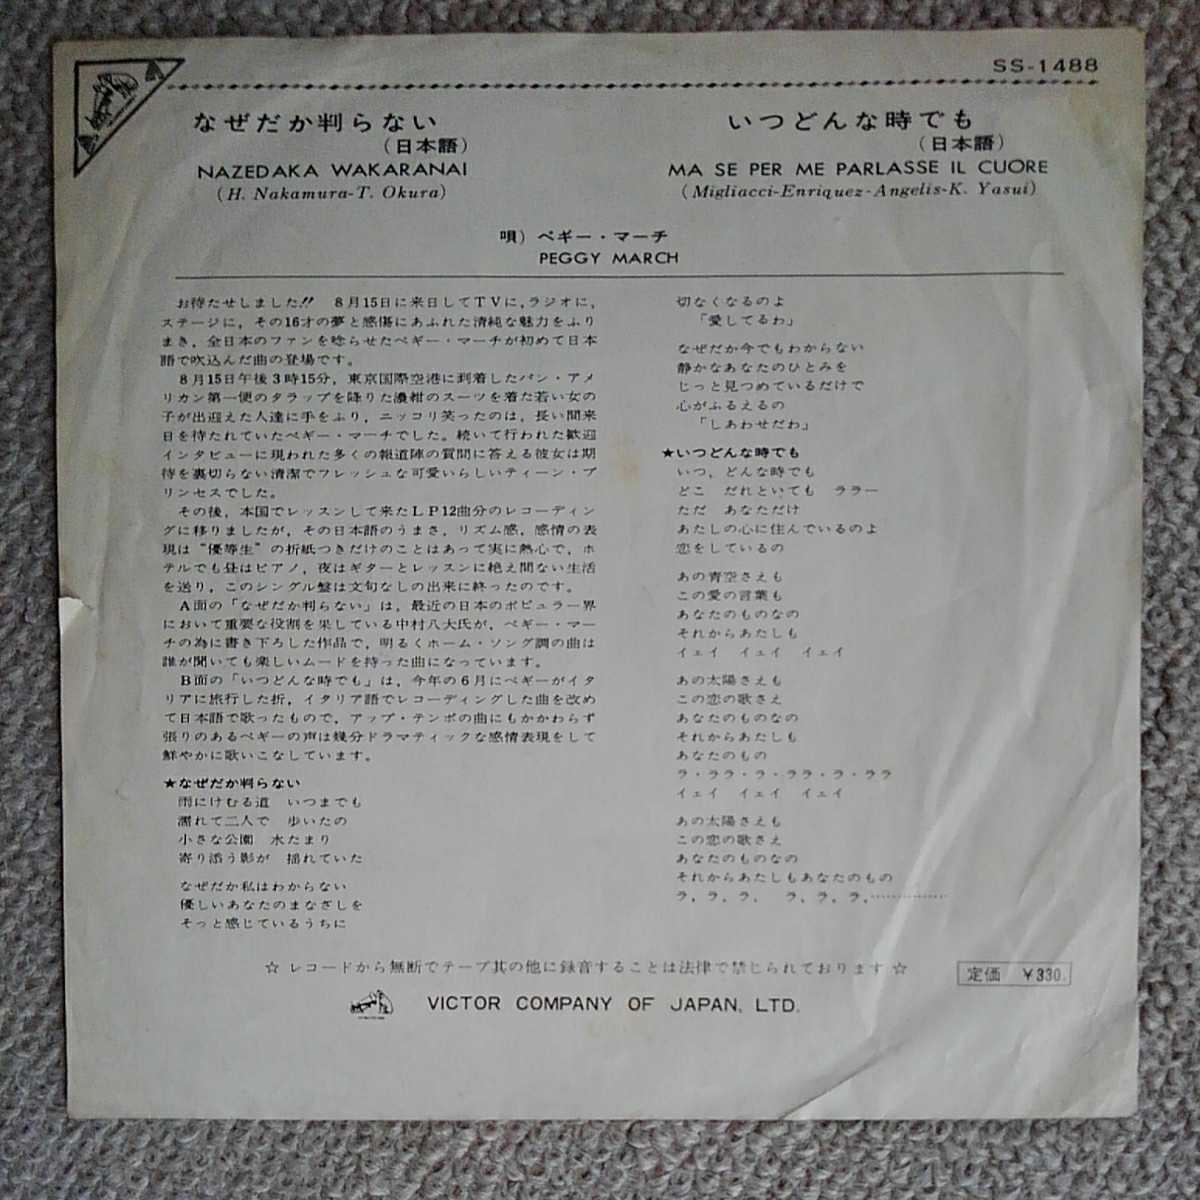 SS-1488
なぜだか判らない
(日本語)
NAZEDAKA WAKARANAI
(H. Nakamura-T. Okura)
いつどんな時でも
(日本語)
MA SE PER ME PARLASSE IL CUORE
(Migliacci-Enriquez-Angelis-K. Yasui)
唄) ペギー・マーチ
PEGGY MARCH
お待たせしました!! 8月15日に来日してTVに，ラジオに，
ステージに，その16才の夢と感傷にあふれた清純な魅力をふり
まき，全日本のファンを唸らせたペギー・マーチが初めて日本
語で吹込んだ曲の登場です。
8月15日午後3時15分，東京国際空港に到着したパン・アメ
リカン第一便のタラップを降りた濃紺のスーツを着た若い女の
子が出迎えた人達に手をふり，ニッコリ笑ったのは，長い間来
日を待たれていたペギー・マーチでした。続いて行われた歓迎
インタビューに現われた多くの報道陣の質問に答える彼女は期
待を裏切らない清潔でフレッシュな可愛いらしいティーン・プ
リンセスでした。
その後，本国でレッスンして来たLP12曲分のレコーディン
グに移りましたが，その日本語のうまさ，リズム感，感情の表
現は“優等生”の折紙つきだけのことはあって実に熱心で，ホ
テルでも昼はピアノ，夜はギターとレッスンに絶え間ない生活
を送り，このシングル盤は文句なしの出来に終ったのです。
A面の「なぜだか判らない」は，最近の日本のポピュラー界
において重要な役割を果している中村八大氏が，ペギー・マー
チの為に書き下ろした作品で，明るくホーム・ソング調の曲は
誰が聞いても楽しいムードを持った曲になっています。
B面の「いつどんな時でも」は，今年の6月にペギーがイタ
リアに旅行した折，イタリア語でレコーディングした曲を改め
て日本語で歌ったもので，アップ・テンポの曲にもかかわらず
張りのあるペギーの声は幾分ドラマティックな感情表現をして
鮮やかに歌いこなしています。
★なぜだか判らない
雨にけむる道 いつまでも
濡れて二人で 歩いたの
小さな公園 水たまり
寄り添う影が 揺れていた
なぜだか私はわからない
優しいあなたのまなざしを
そっと感じているうちに
切なくなるのよ
「愛してるわ」
なぜだか今でもわからない
静かなあなたのひとみを
じっと見つめているだけで
心がふるえるの
「しあわせだわ」
★いつどんな時でも
いつ，どんな時でも
どこ だれといても ララー
ただ あなただけ
あたしの心に住んでいるのよ
恋をしているの
あの青空さえも
この愛の言葉も
あなたのものなの
それからあたしも
イェイ イェイ イェイ
あの太陽さえも
この恋の歌さえ
あなたのものなの
それからあたしも
あなたのもの
ラ・ララ・ラ・ララ・ラ・ララ
イェイ イェイ イェイ
あの太陽さえも
この恋の歌さえ
あなたのものなの
それからあたしもあなたのもの
ラ，ラ，ラ， ラ，ラ，ラ，………………
☆ レコードから無断でテープ其の他に録音することは法律で禁じられております ☆
定価 ￥330.
VICTOR COMPANY OF JAPAN, LTD.